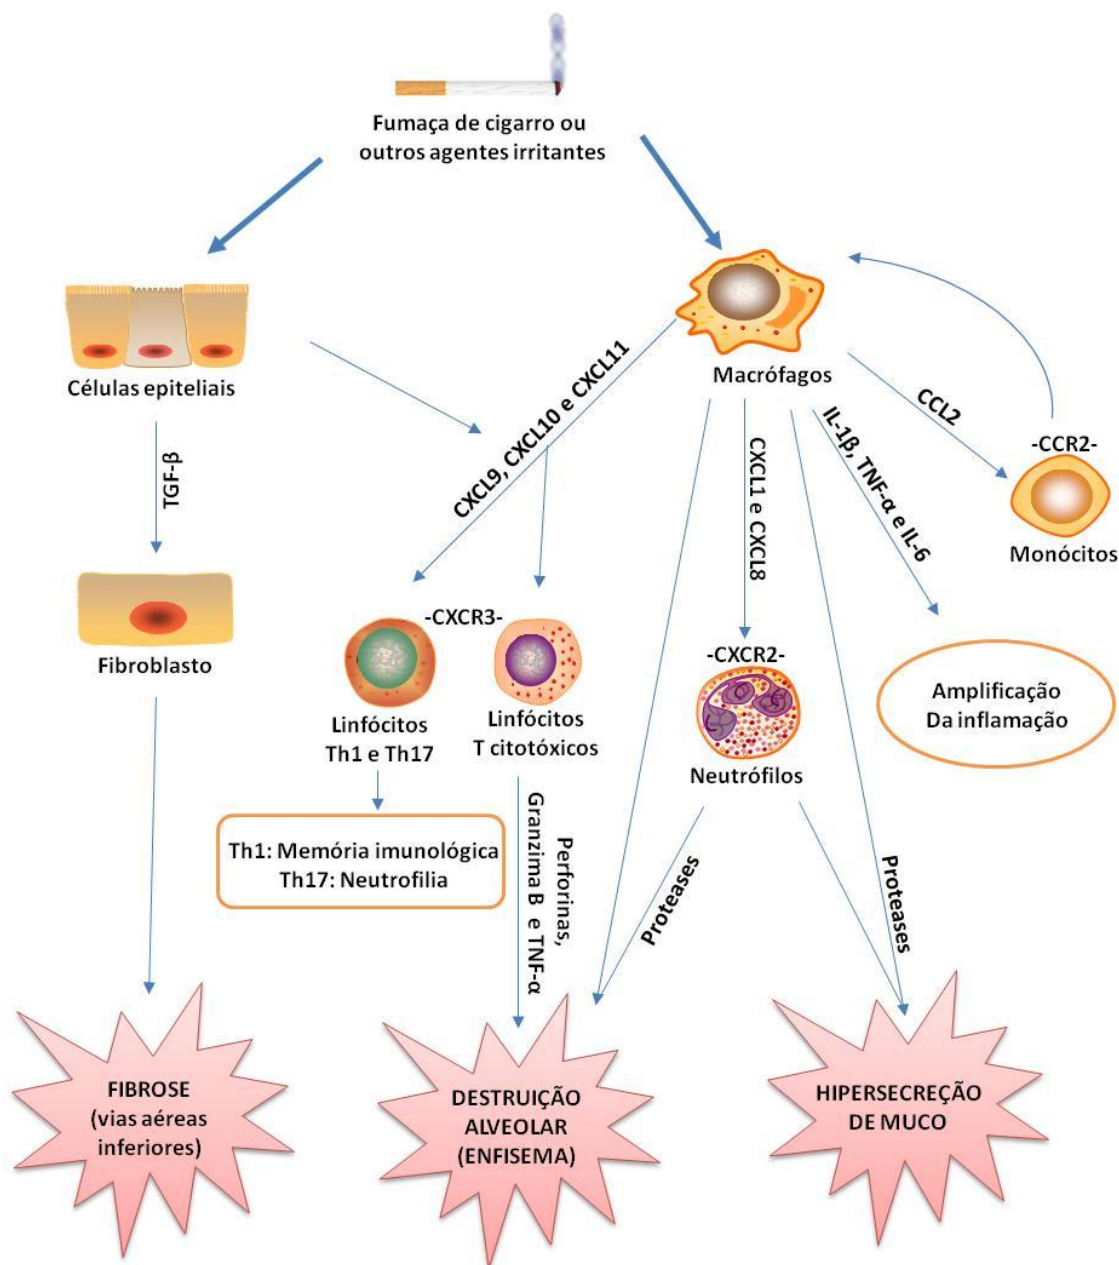 Fumaça de cigarro ou
outros agentes irritantes
Células epiteliais
Macrófagos
CXCL9, CXCL10 e CXCL11
CCL2
IL-1β, TNF-α e IL-6
CXCL1 e CXCL8
TGF-β
-CCR2-
Monócitos
Fibroblasto
-CXCR3-
Linfócitos
Th1 e Th17
Linfócitos
T citotóxicos
-CXCR2-
Neutrófilos
Amplificação
Da inflamação
Th1: Memória imunológica
Th17: Neutrofilia
Perforinas,
Granzima B e TNF-α
Proteases
Proteases
FIBROSE
(vias aéreas
inferiores)
DESTRUIÇÃO
ALVEOLAR
(ENFISEMA)
HIPERSECREÇÃO
DE MUCO